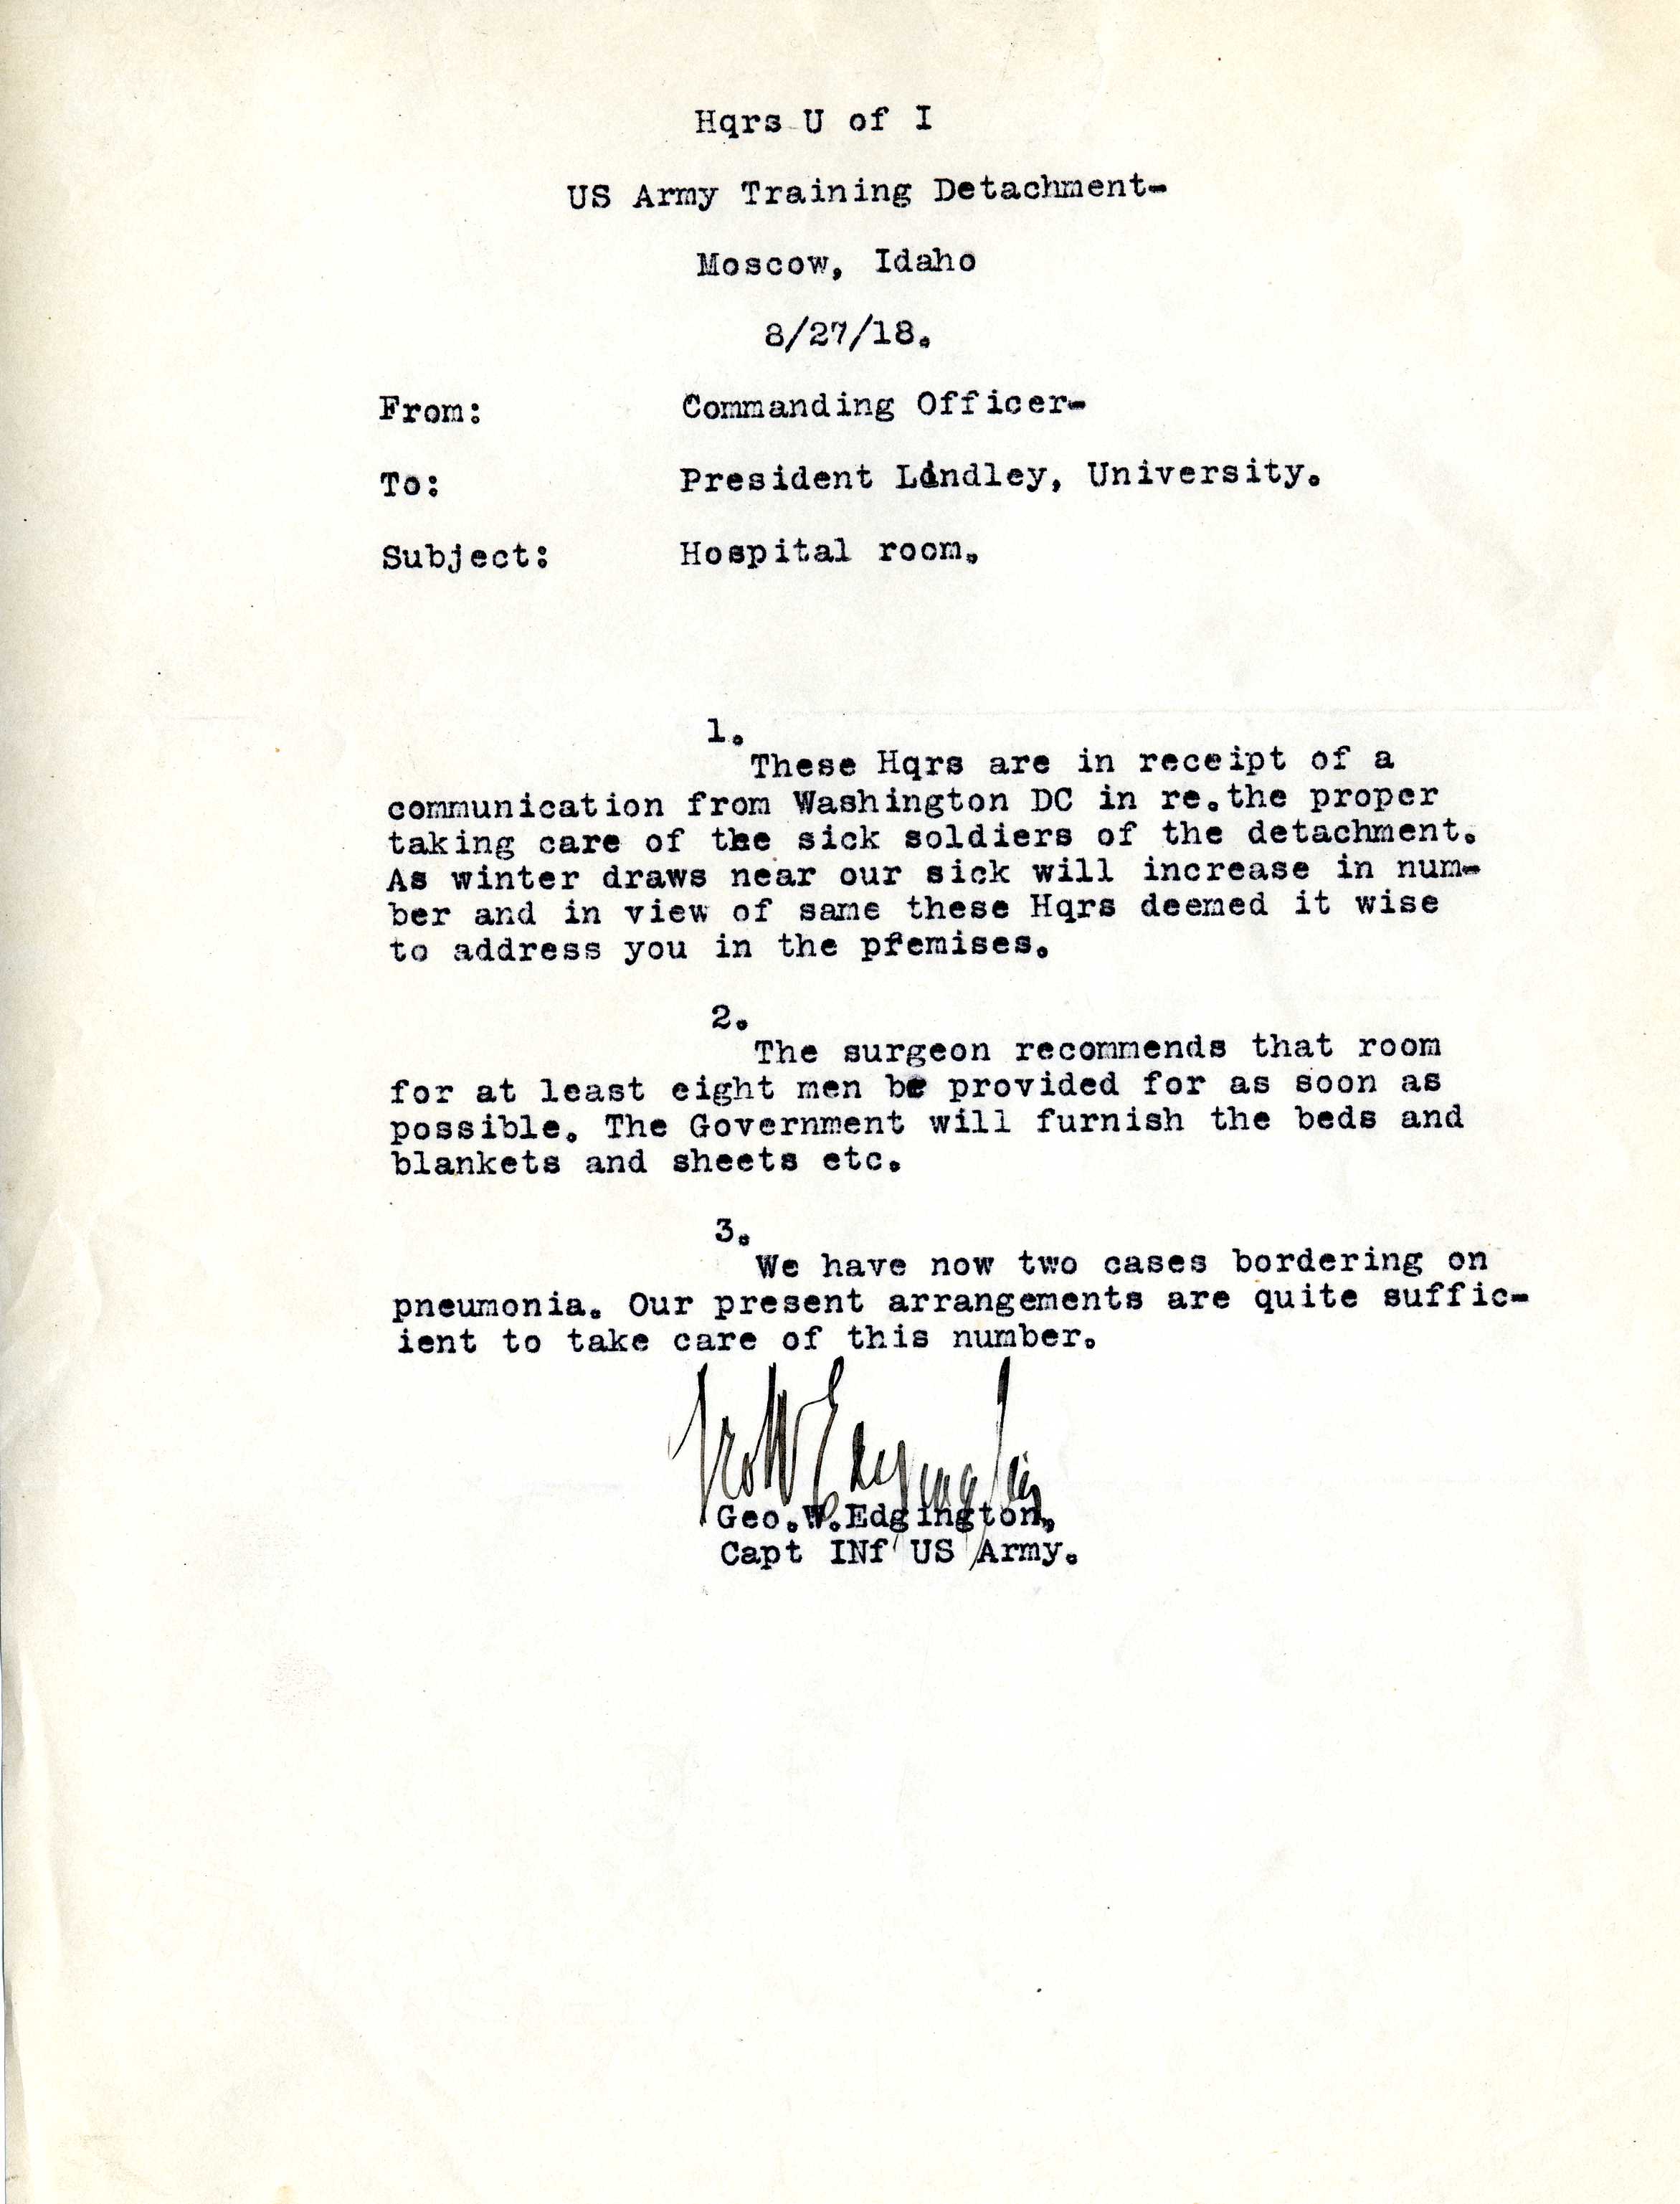 Hqrs U of I
US Army Training Detachment-
Moscow, Idaho
8/27/18.
From: Commanding Officer-
To: President Lindley, University.
Subject: Hospital room.
1.
These Hqrs are in receipt of a
communication from Washington DC in re.the proper
taking care of the sick soldiers of the detachment.
As winter draws near our sick will increase in num-
ber and in view of same these Hqrs deemed it wise
to address you in the premises.
2.
The surgeon recommends that room
for at least eight men be provided for as soon as
possible. The Government will furnish the beds and
blankets and sheets etc.
3.
We have now two cases bordering on
pneumonia. Our present arrangements are quite suffic-
ient to take care of this number.
Geo W Edgington
Geo.W.Edgington,
Capt INf US Army.